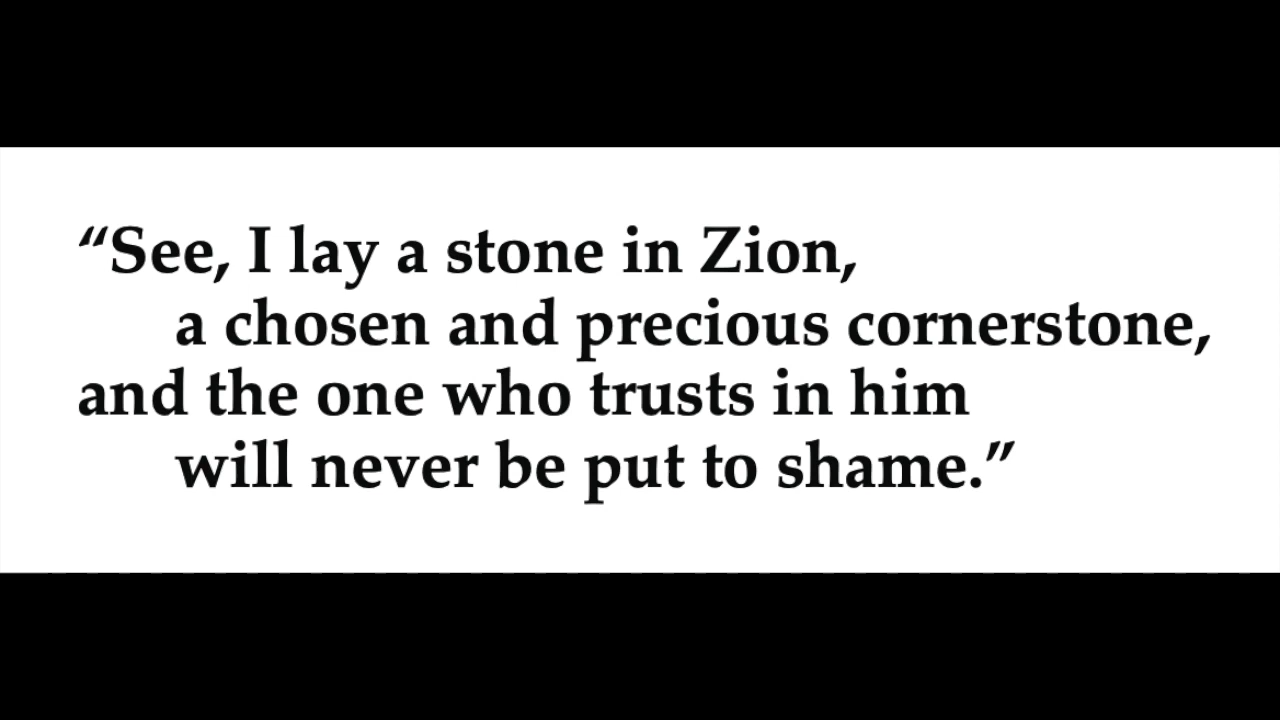 “See, I lay a stone in Zion,
a chosen and precious cornerstone,
and the one who trusts in him
will never be put to shame.”